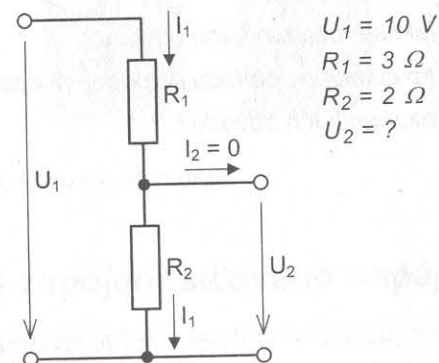 I₁
U₁ = 10 V
R₁ = 3 Ω
R₂ = 2 Ω
U₂ = ?
R₁
I₂ = 0
U₁
R₂
U₂
I₁